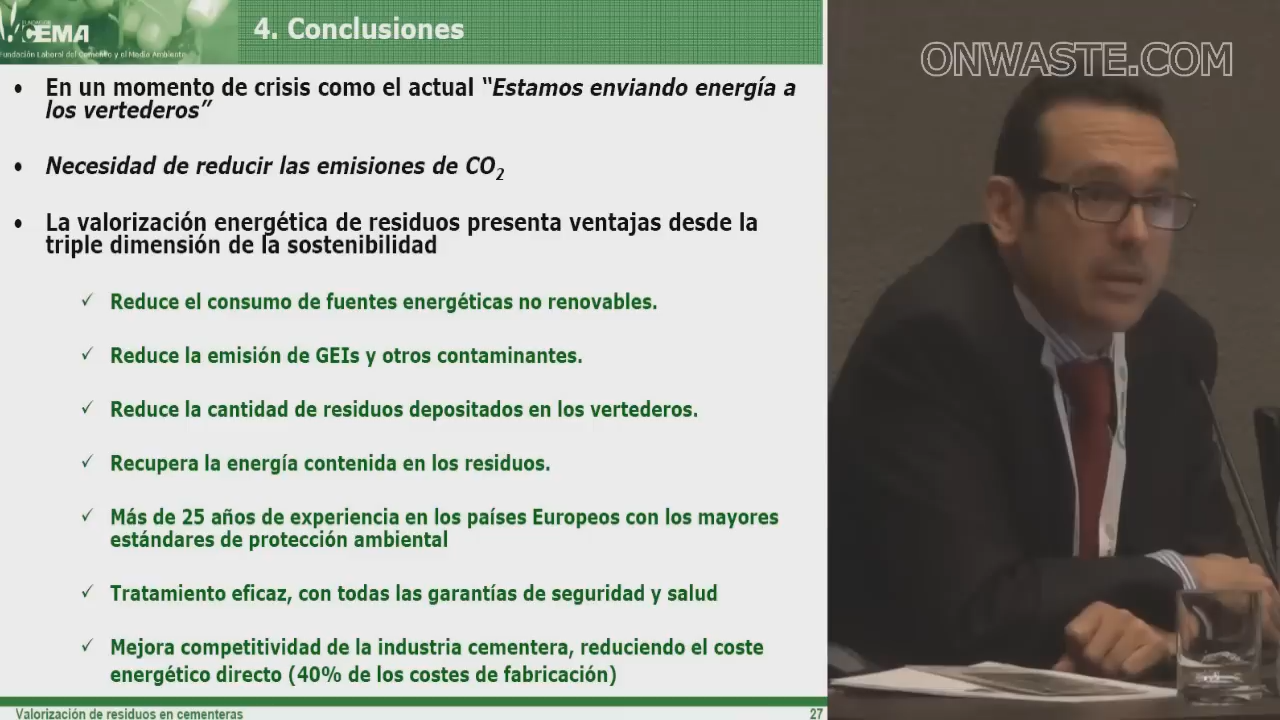 CEMA
Fundación Laboral del Cemento y el Medio Ambiente
4. Conclusiones
ONWASTE.COM
• En un momento de crisis como el actual “Estamos enviando energía a
los vertederos”
• Necesidad de reducir las emisiones de CO2
• La valorización energética de residuos presenta ventajas desde la
triple dimensión de la sostenibilidad
✓ Reduce el consumo de fuentes energéticas no renovables.
✓ Reduce la emisión de GEIs y otros contaminantes.
✓ Reduce la cantidad de residuos depositados en los vertederos.
✓ Recupera la energía contenida en los residuos.
✓ Más de 25 años de experiencia en los países Europeos con los mayores
estándares de protección ambiental
✓ Tratamiento eficaz, con todas las garantías de seguridad y salud
✓ Mejora competitividad de la industria cementera, reduciendo el coste
energético directo (40% de los costes de fabricación)
Valorización de residuos en cementeras
27